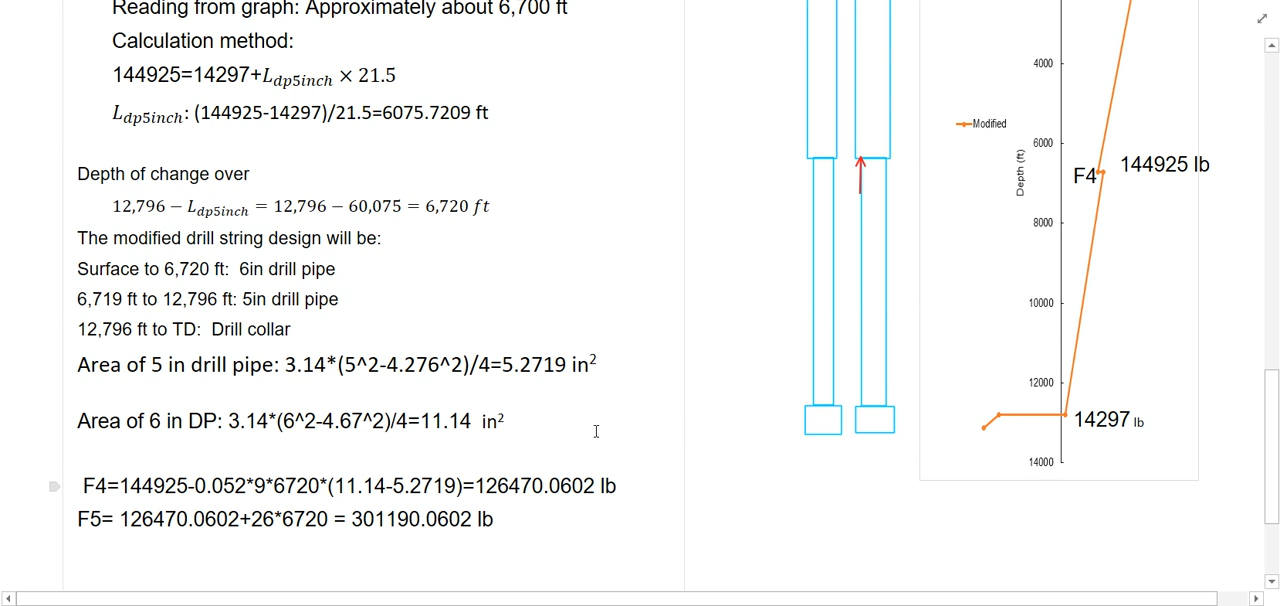 Reading from graph: Approximately about 6,700 ft
Calculation method:
144925=14297+L_dp5inch × 21.5
L_dp5inch: (144925-14297)/21.5=6075.7209 ft
Depth of change over
12,796 − L_dp5inch = 12,796 − 60,075 = 6,720 ft
The modified drill string design will be:
Surface to 6,720 ft:  6in drill pipe
6,719 ft to 12,796 ft: 5in drill pipe
12,796 ft to TD:  Drill collar
Area of 5 in drill pipe: 3.14*(5^2-4.276^2)/4=5.2719 in²
Area of 6 in DP: 3.14*(6^2-4.67^2)/4=11.14  in²
F4=144925-0.052*9*6720*(11.14-5.2719)=126470.0602 lb
F5= 126470.0602+26*6720 = 301190.0602 lb
4000
Modified
6000
Depth (ft)
F4
144925 lb
8000
10000
12000
14297 lb
14000